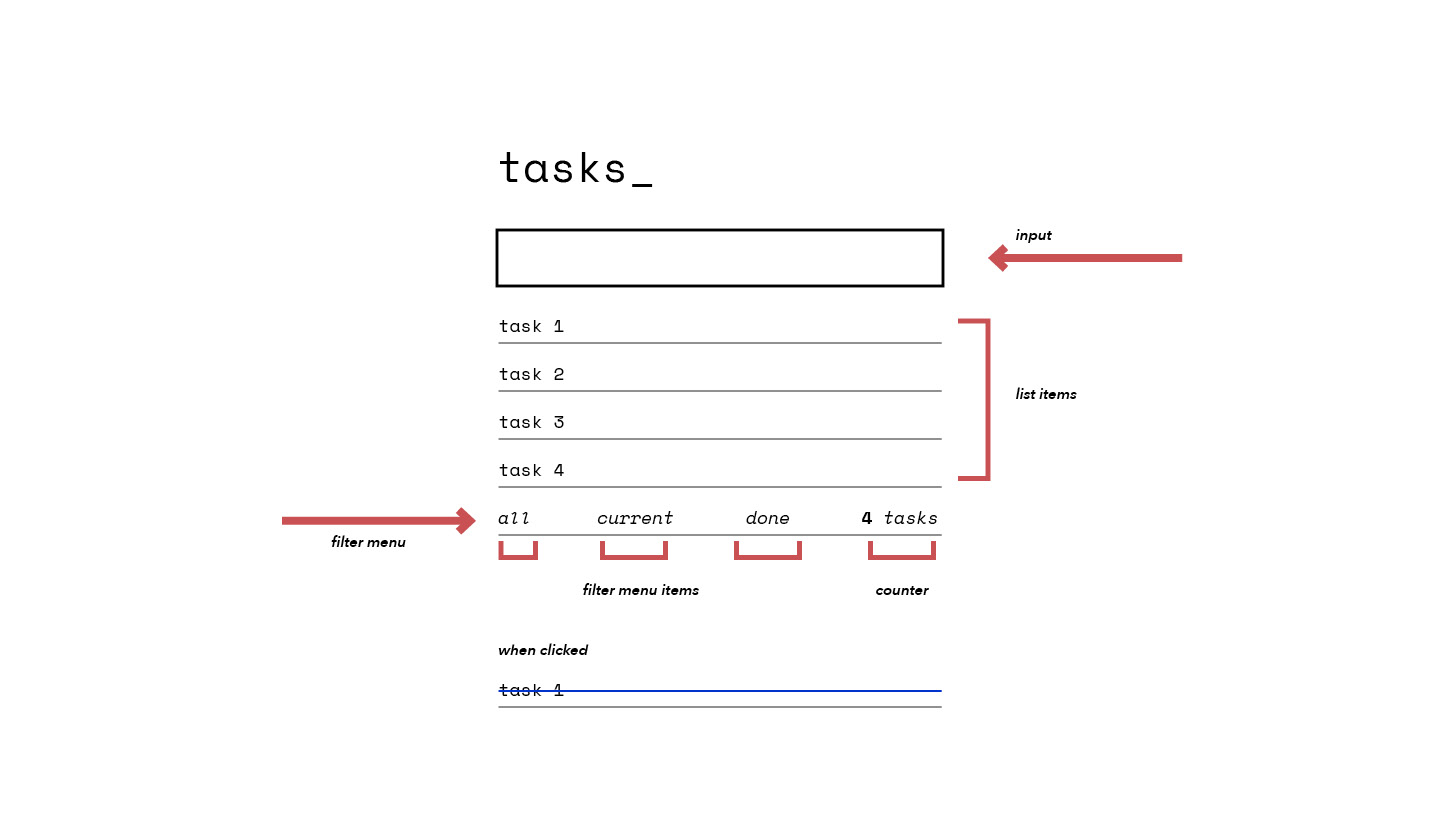 tasks_
input
task 1
task 2
list items
task 3
task 4
all current done 4 tasks
filter menu
filter menu items counter
when clicked
task 1